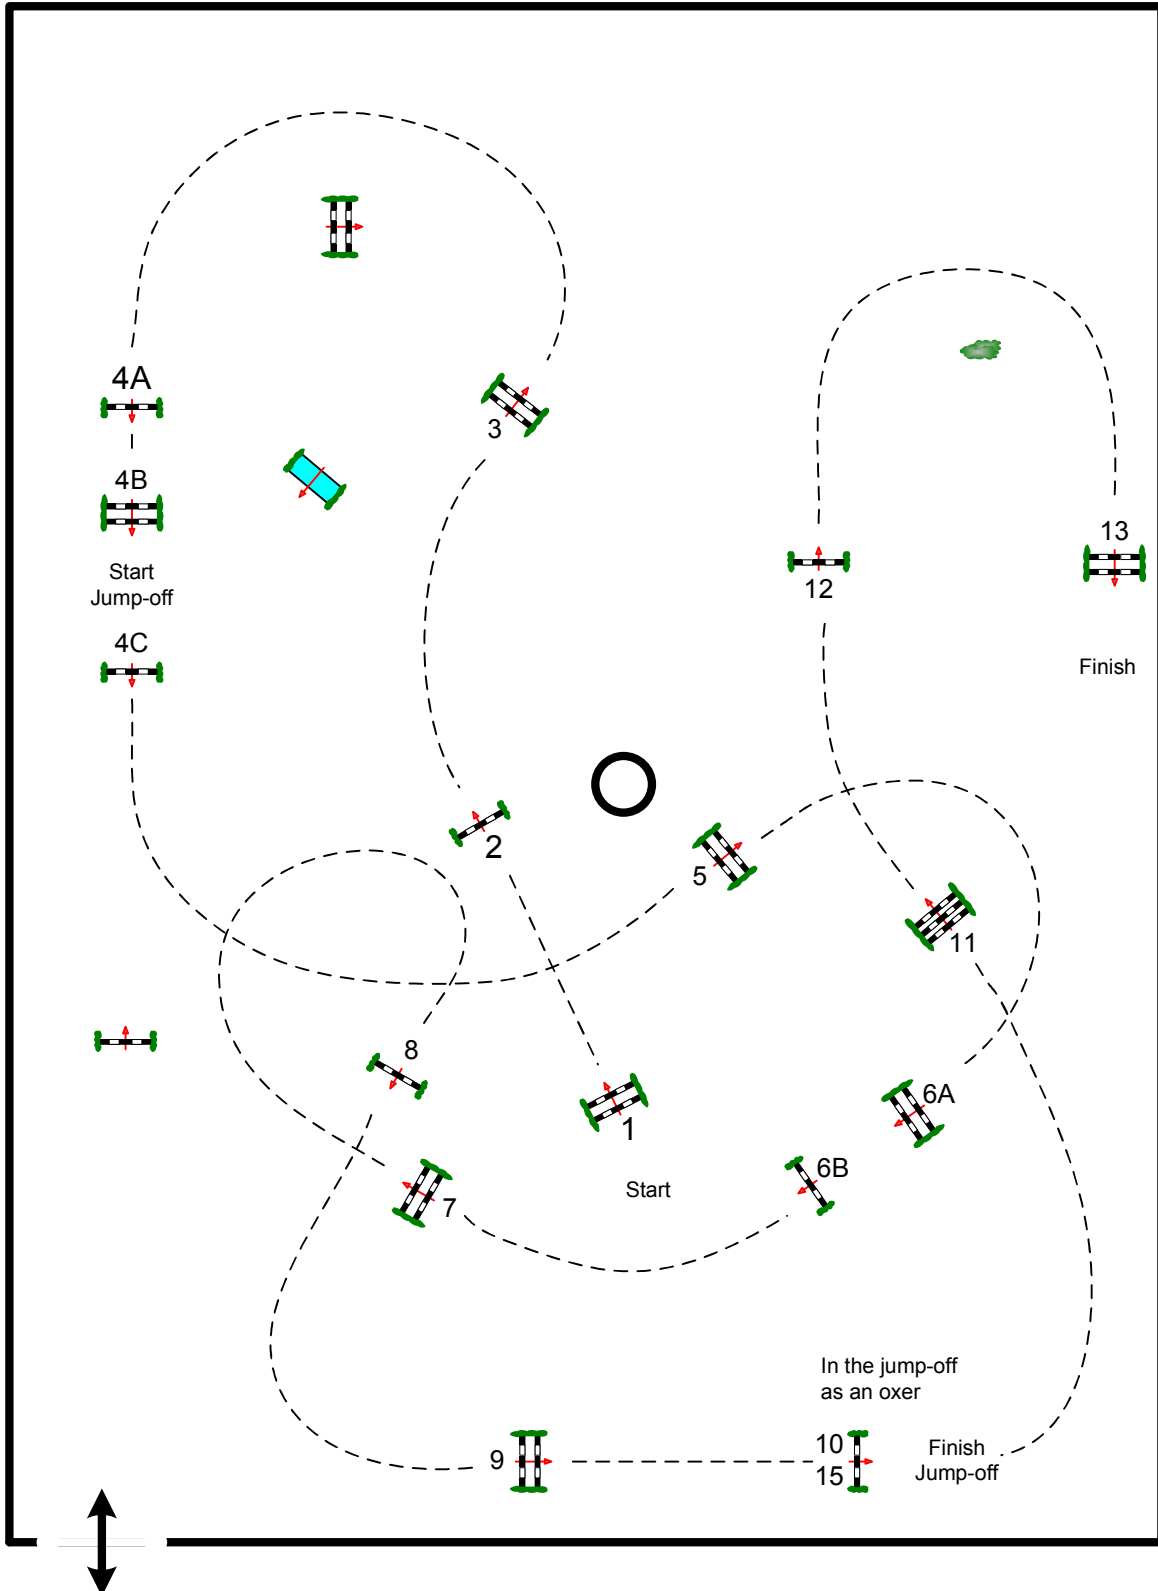 4A
3
4B
Start
Jump-off
4C
13
12
Finish
2
5
11
8
6A
1
6B
Start
7
In the jump-off
as an oxer
10
15
9
Finish
Jump-off